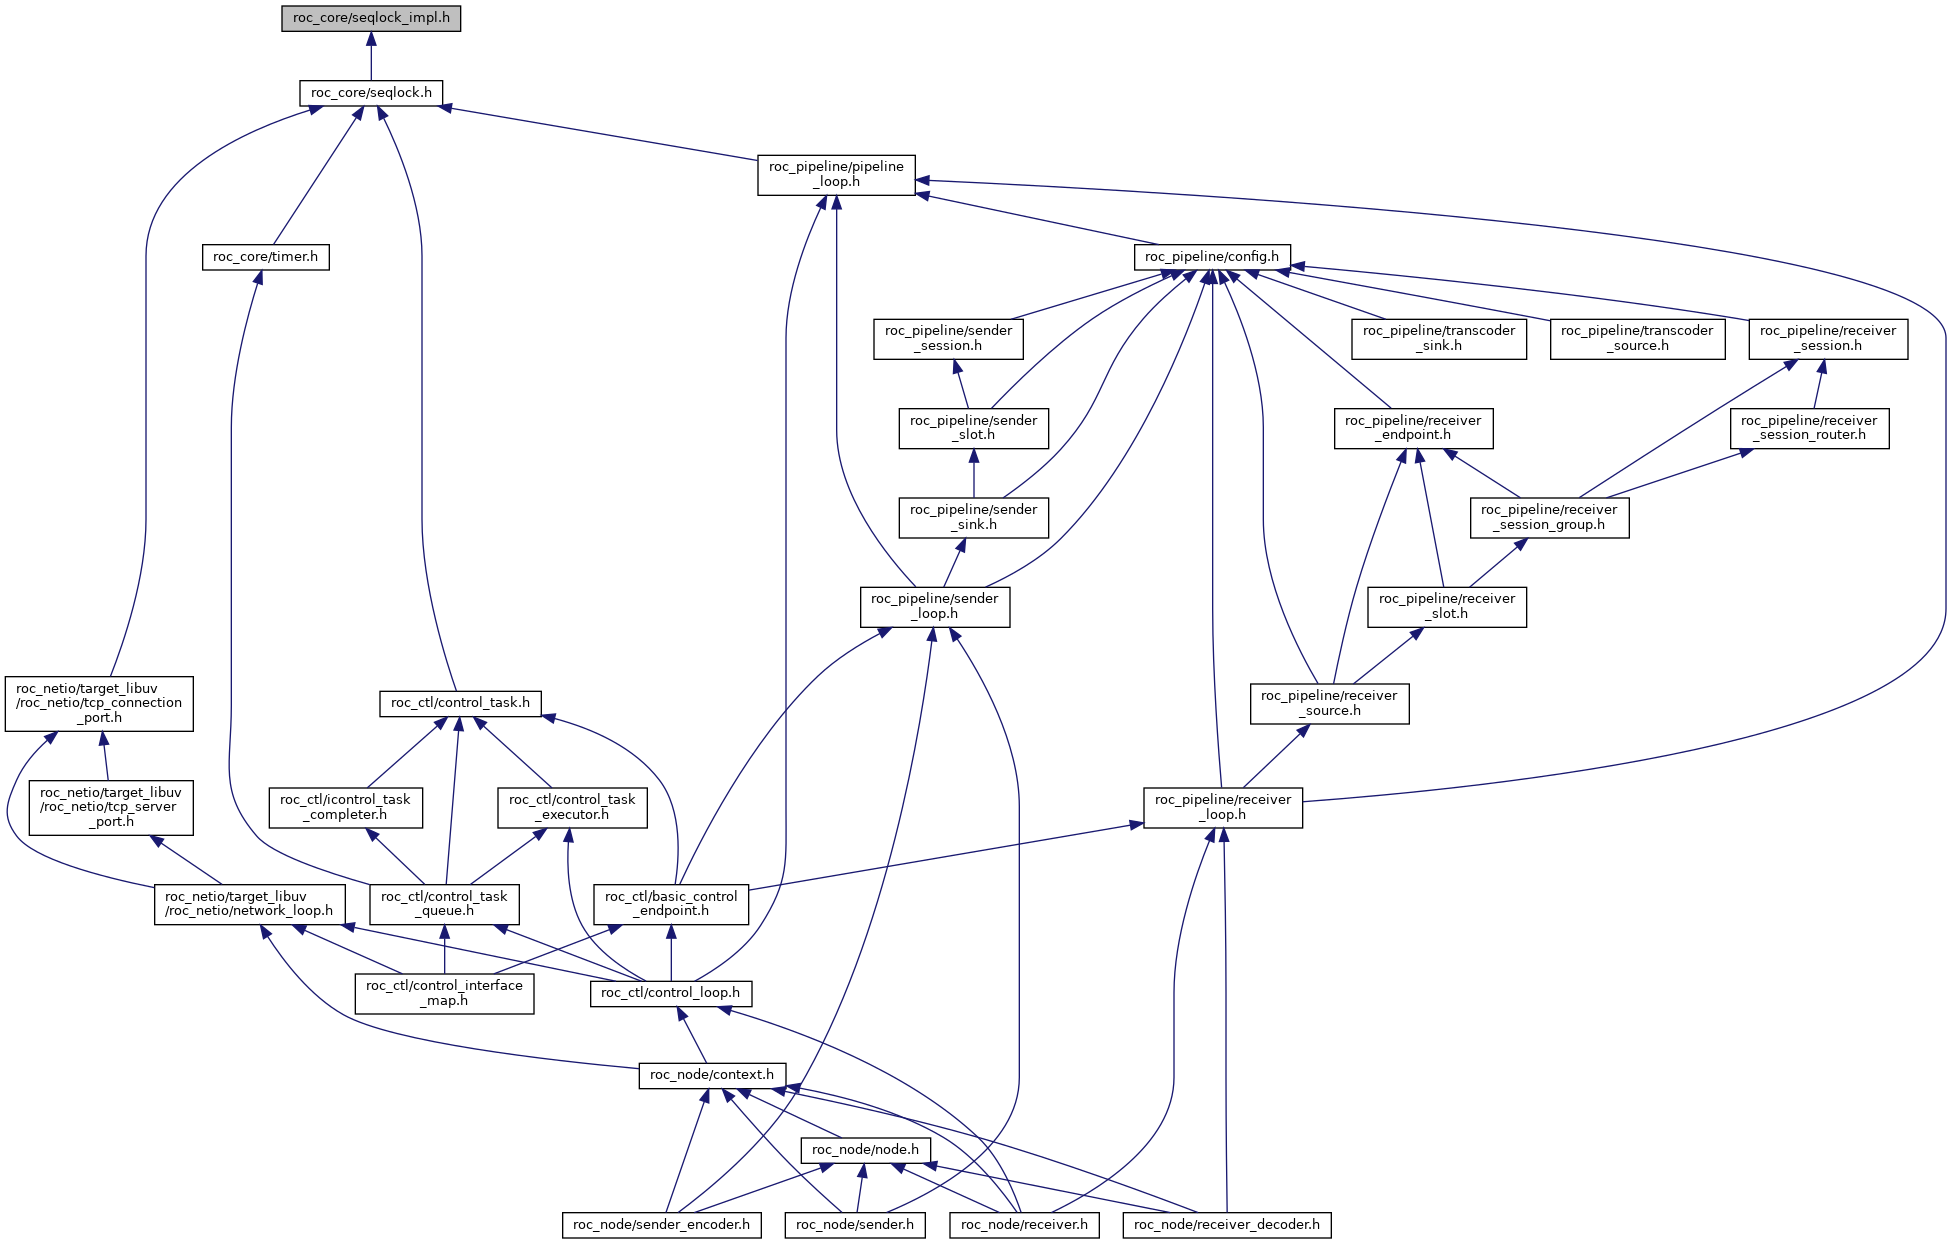 roc_core/seqlock_impl.h
roc_core/seqlock.h
roc_pipeline/pipeline
_loop.h
roc_core/timer.h
roc_pipeline/config.h
roc_pipeline/sender
_session.h
roc_pipeline/transcoder
_sink.h
roc_pipeline/transcoder
_source.h
roc_pipeline/receiver
_session.h
roc_pipeline/sender
_slot.h
roc_pipeline/receiver
_endpoint.h
roc_pipeline/receiver
_session_router.h
roc_pipeline/sender
_sink.h
roc_pipeline/receiver
_session_group.h
roc_pipeline/sender
_loop.h
roc_pipeline/receiver
_slot.h
roc_netio/target_libuv
/roc_netio/tcp_connection
_port.h
roc_ctl/control_task.h
roc_pipeline/receiver
_source.h
roc_netio/target_libuv
/roc_netio/tcp_server
_port.h
roc_ctl/icontrol_task
_completer.h
roc_ctl/control_task
_executor.h
roc_pipeline/receiver
_loop.h
roc_netio/target_libuv
/roc_netio/network_loop.h
roc_ctl/control_task
_queue.h
roc_ctl/basic_control
_endpoint.h
roc_ctl/control_interface
_map.h
roc_ctl/control_loop.h
roc_node/context.h
roc_node/node.h
roc_node/sender_encoder.h
roc_node/sender.h
roc_node/receiver.h
roc_node/receiver_decoder.h